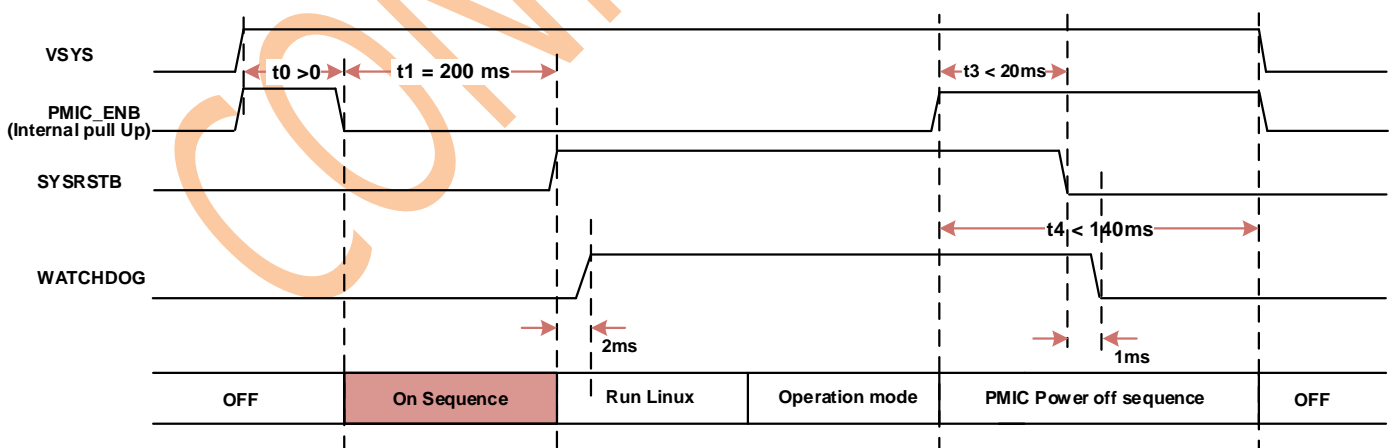 VSYS
t0 >0
t1 = 200 ms
t3 < 20ms
PMIC_ENB
(Internal pull Up)
SYSRSTB
t4 < 140ms
WATCHDOG
2ms
1ms
OFF
On Sequence
Run Linux
Operation mode
PMIC Power off sequence
OFF